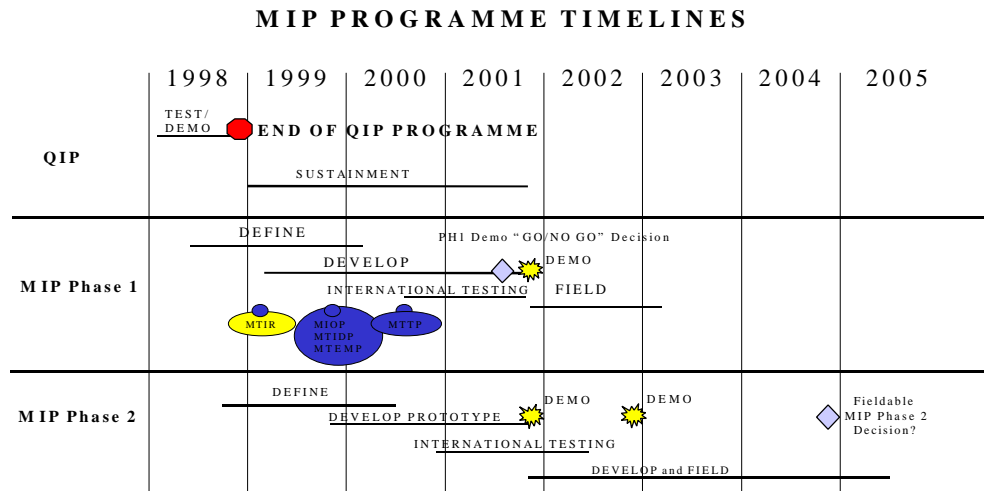 MIP PROGRAMME TIMELINES
1998 1999 2000 2001 2002 2003 2004 2005
TEST/
DEMO
END OF QIP PROGRAMME
QIP
SUSTAINMENT
DEFINE
PH1 Demo “GO/NO GO” Decision
DEVELOP
DEMO
MIP Phase 1
INTERNATIONAL TESTING
FIELD
MTIR
MIOP
MTIDP
MTEMP
MTTP
DEFINE
MIP Phase 2
DEVELOP PROTOTYPE
DEMO
DEMO
Fieldable
MIP Phase 2
Decision?
INTERNATIONAL TESTING
DEVELOP and FIELD